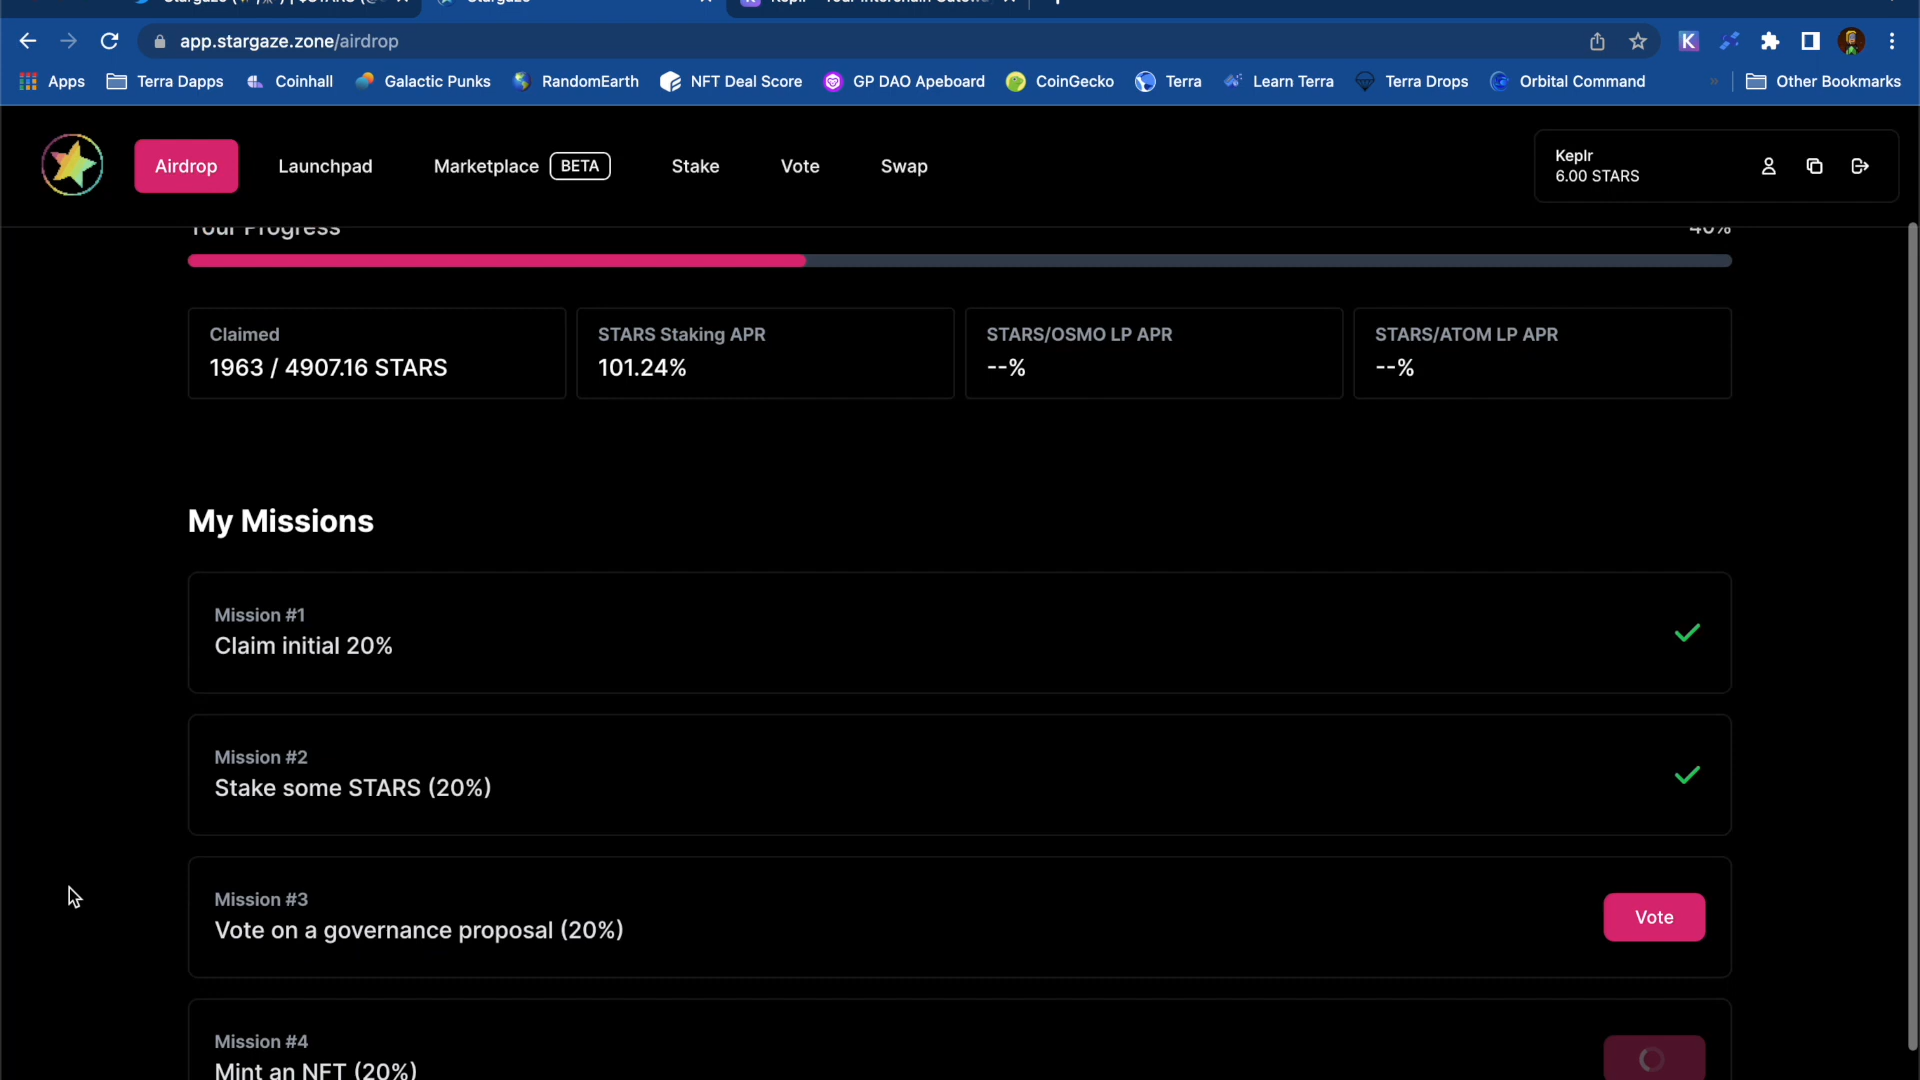 app.stargaze.zone/airdrop
K
Apps Terra Dapps Coinhall Galactic Punks RandomEarth NFT Deal Score GP DAO Apeboard CoinGecko Terra Learn Terra Terra Drops Orbital Command » Other Bookmarks
Airdrop Launchpad Marketplace BETA Stake Vote Swap
Keplr
6.00 STARS
Your Progress 40%
Claimed
1963 / 4907.16 STARS
STARS Staking APR
101.24%
STARS/OSMO LP APR
--%
STARS/ATOM LP APR
--%
My Missions
Mission #1
Claim initial 20%
Mission #2
Stake some STARS (20%)
Mission #3
Vote on a governance proposal (20%)
Vote
Mission #4
Mint an NFT (20%)